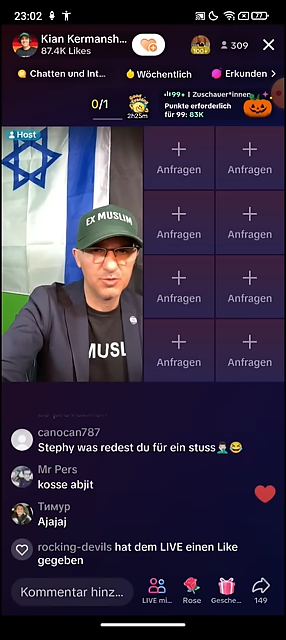 23:02
77
Kian Kermansh...
87.4K Likes
100+
309
Chatten und Int...
Wöchentlich
Erkunden
0/1
2h25m
99+ | Zuschauer*innen
Punkte erforderlich
für 99: 83K
Host
EX MUSLIM
MUSL
Anfragen
Anfragen
Anfragen
Anfragen
Anfragen
Anfragen
Anfragen
Anfragen
canocan787
Stephy was redest du für ein stuss🤦🏻‍♂️😂
Mr Pers
kosse abjit
Тимур
Ajajaj
rocking-devils hat dem LIVE einen Like
gegeben
Kommentar hinz...
LIVE mi...
Rose
Gesche...
149